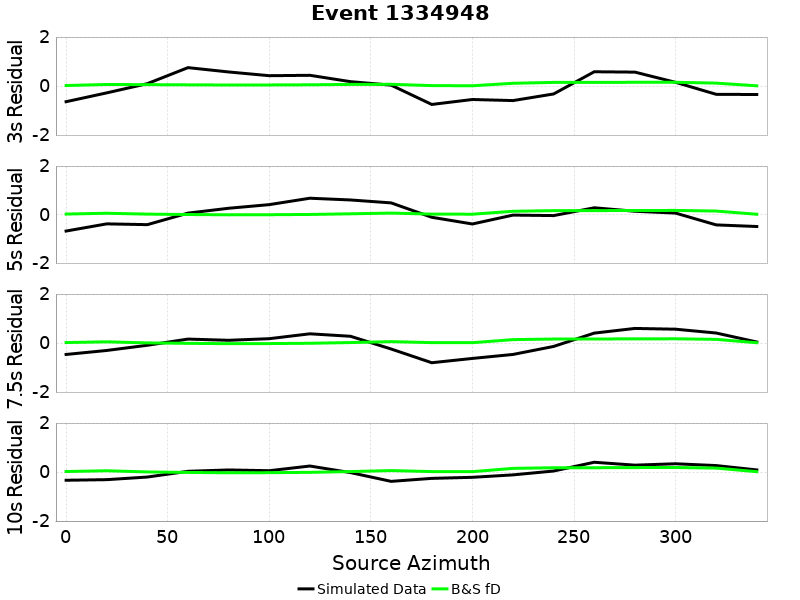 Event 1334948
3s Residual
2
0
-2
5s Residual
2
0
-2
7.5s Residual
2
0
-2
10s Residual
2
0
-2
0 50 100 150 200 250 300
Source Azimuth
Simulated Data B&S fD